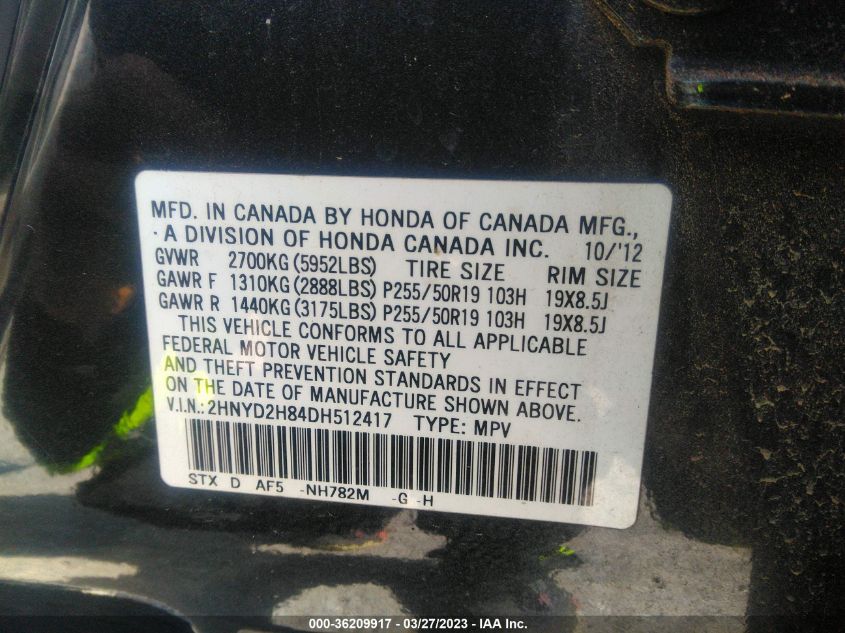 MFD. IN CANADA BY HONDA OF CANADA MFG.,
A DIVISION OF HONDA CANADA INC. 10/'12
GVWR 2700KG (5952LBS) TIRE SIZE RIM SIZE
GAWR F 1310KG (2888LBS) P255/50R19 103H 19X8.5J
GAWR R 1440KG (3175LBS) P255/50R19 103H 19X8.5J
THIS VEHICLE CONFORMS TO ALL APPLICABLE
FEDERAL MOTOR VEHICLE SAFETY
AND THEFT PREVENTION STANDARDS IN EFFECT
ON THE DATE OF MANUFACTURE SHOWN ABOVE.
V.I.N.: 2HNYD2H84DH512417 TYPE: MPV
STX D AF5 -NH782M -G -H
000-36209917 - 03/27/2023 - IAA Inc.